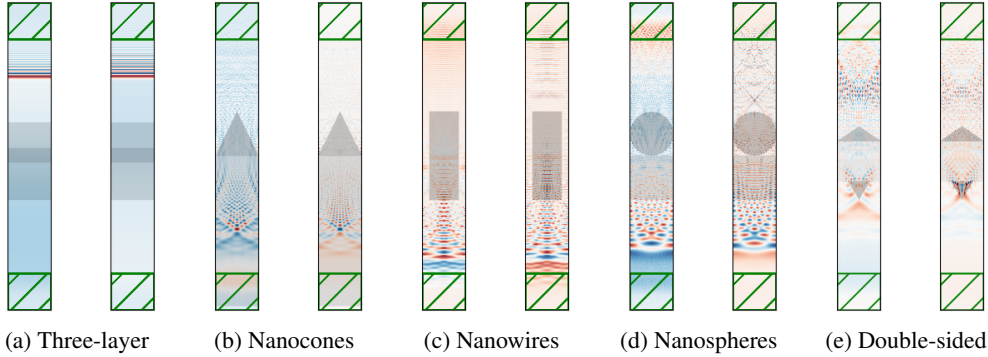 (a) Three-layer
(b) Nanocones
(c) Nanowires
(d) Nanospheres
(e) Double-sided